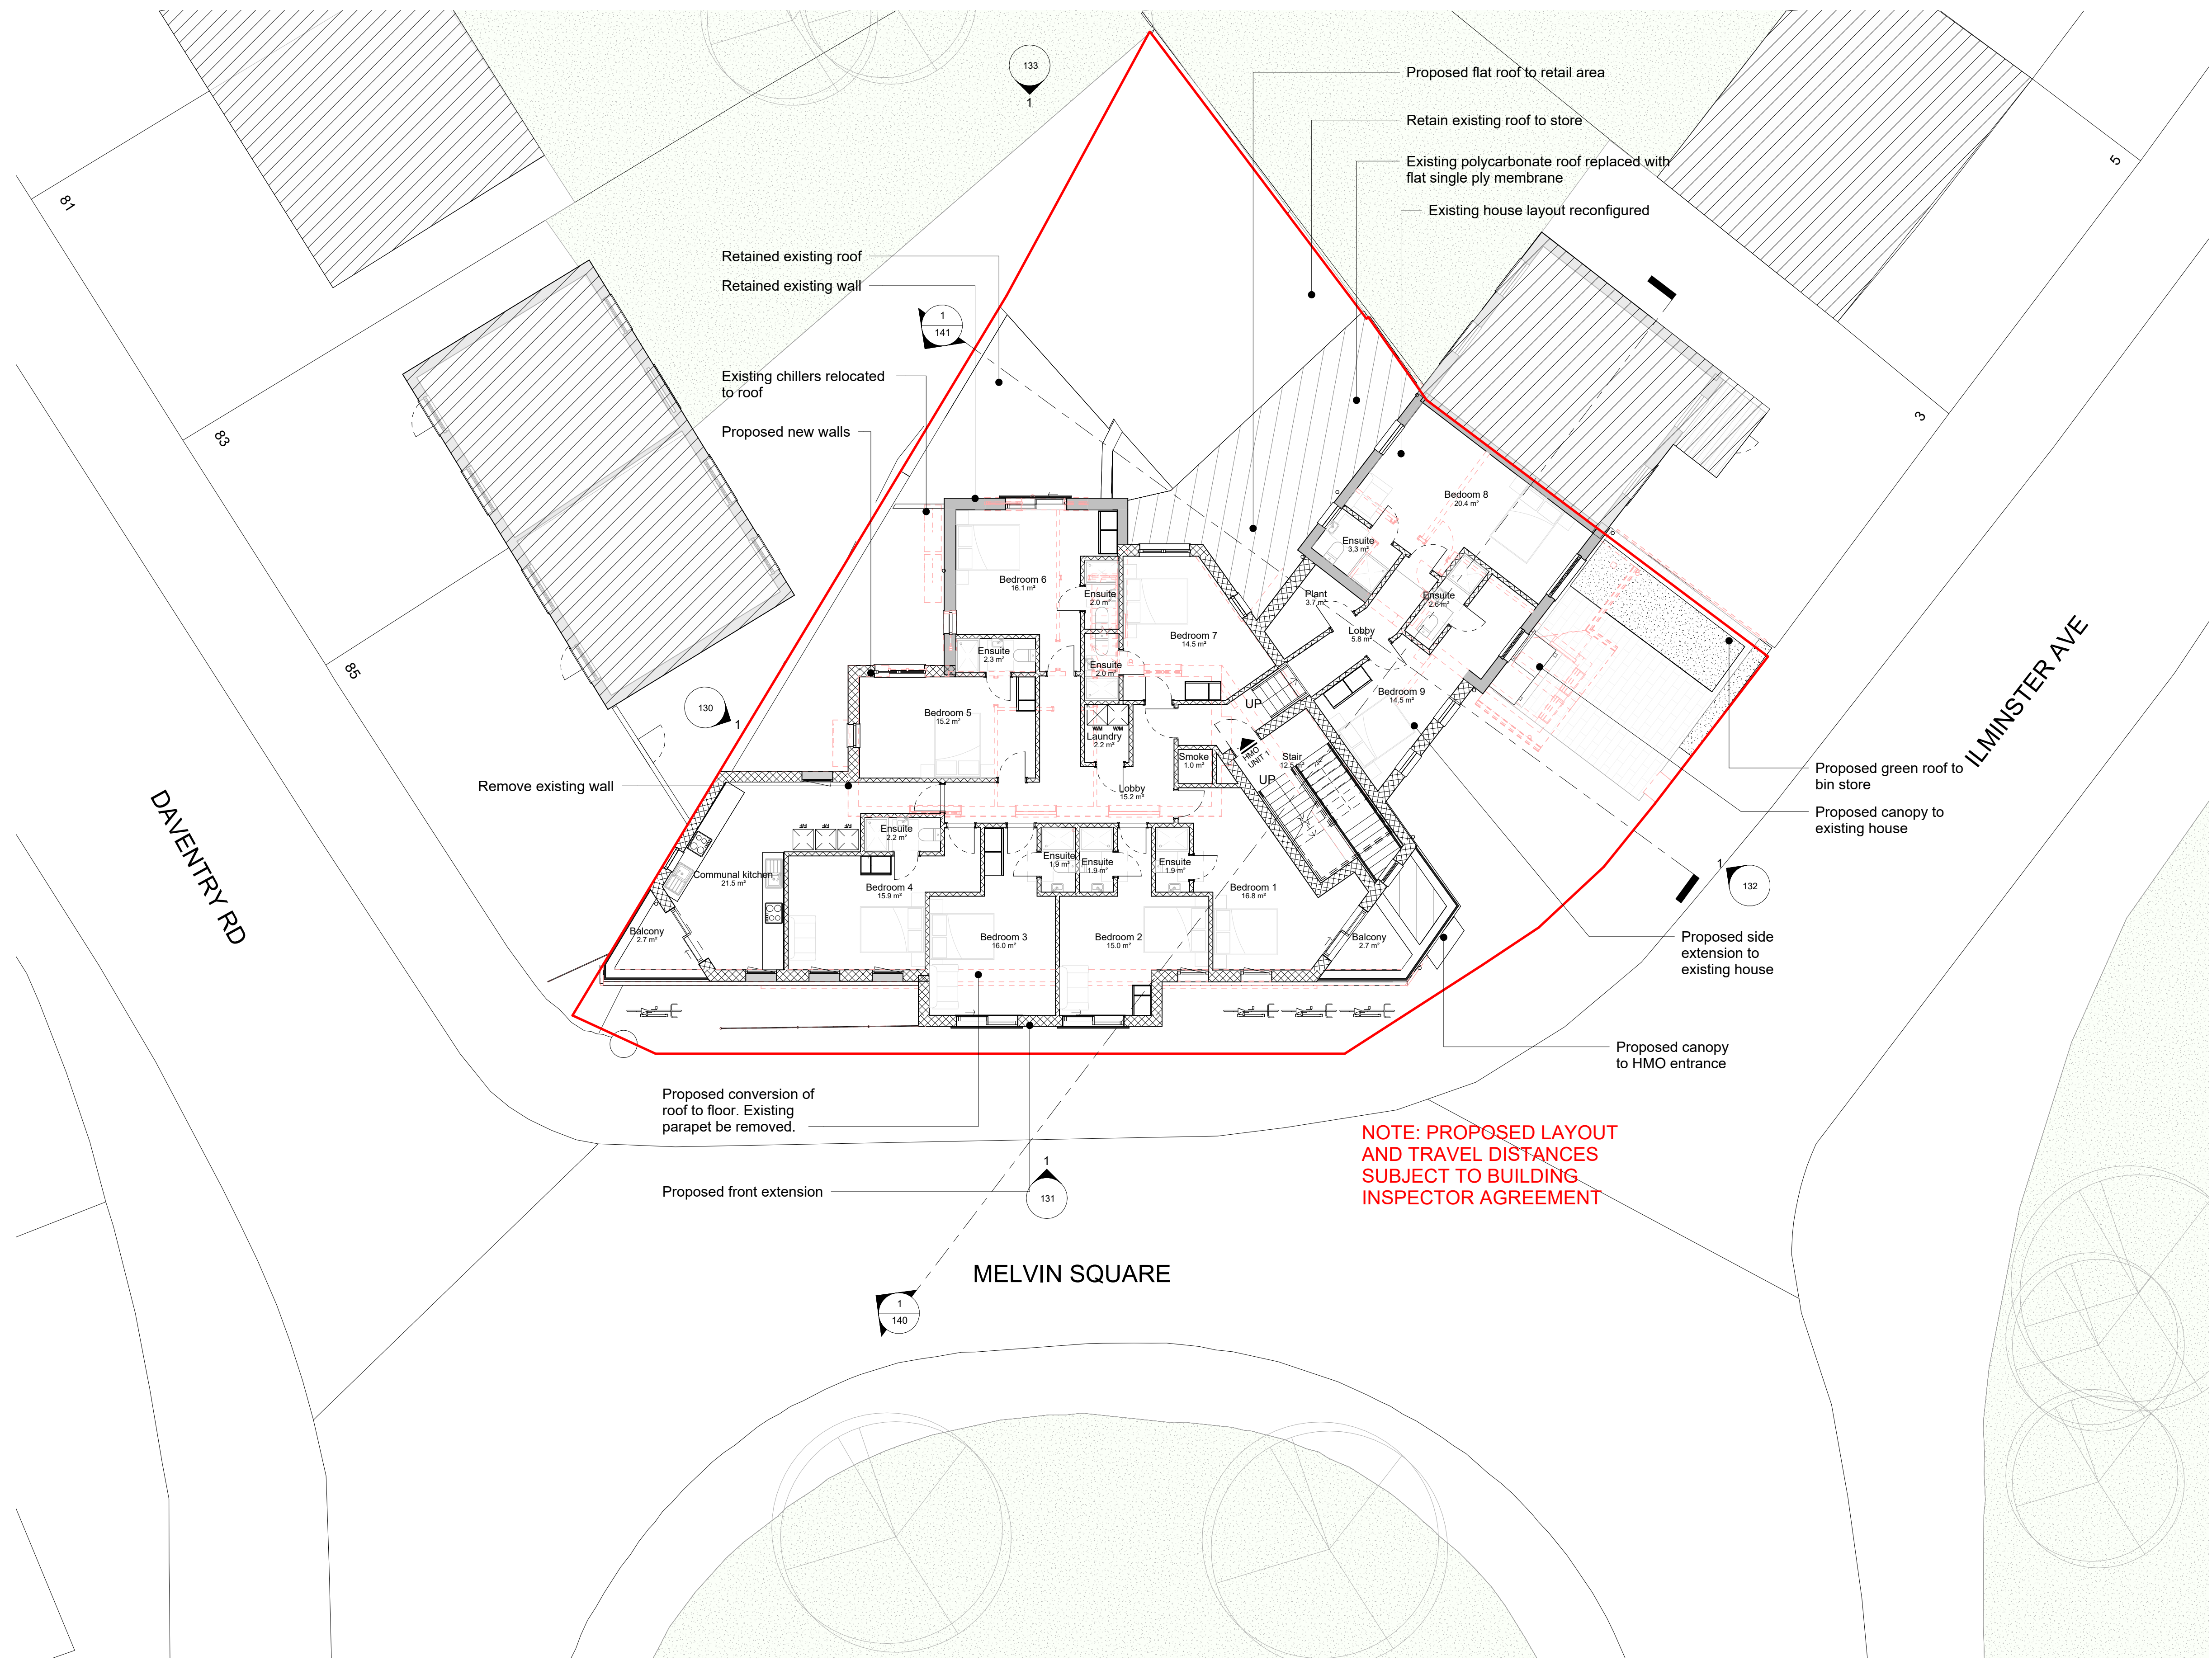 133
1
Proposed flat roof to retail area
Retain existing roof to store
Existing polycarbonate roof replaced with
flat single ply membrane
Existing house layout reconfigured
5
3
81
83
85
Retained existing roof
Retained existing wall
1
141
Existing chillers relocated
to roof
Proposed new walls
130
1
Remove existing wall
Bedoom 8
20.4 m²
Ensuite
3.3 m²
Ensuite
2.6 m²
Plant
3.7 m²
Lobby
5.8 m²
Bedroom 9
14.5 m²
Bedroom 6
16.1 m²
Ensuite
2.0 m²
Bedroom 7
14.5 m²
Ensuite
2.3 m²
Ensuite
2.0 m²
Bedroom 5
15.2 m²
W/M
W/M
Laundry
2.2 m²
UP
HMO
UNIT 1
Stair
12.5 m²
UP
Smoke
1.0 m²
Lobby
15.2 m²
Ensuite
2.2 m²
Communal kitchen
21.5 m²
Bedroom 4
15.9 m²
Ensuite
1.9 m²
Ensuite
1.9 m²
Ensuite
1.9 m²
Bedroom 1
16.8 m²
Balcony
2.7 m²
Bedroom 3
16.0 m²
Bedroom 2
15.0 m²
Balcony
2.7 m²
DAVENTRY RD
ILMINSTER AVE
Proposed green roof to
bin store
Proposed canopy to
existing house
1
132
Proposed side
extension to
existing house
Proposed canopy
to HMO entrance
Proposed conversion of
roof to floor. Existing
parapet be removed.
Proposed front extension
1
131
NOTE: PROPOSED LAYOUT
AND TRAVEL DISTANCES
SUBJECT TO BUILDING
INSPECTOR AGREEMENT
MELVIN SQUARE
1
140